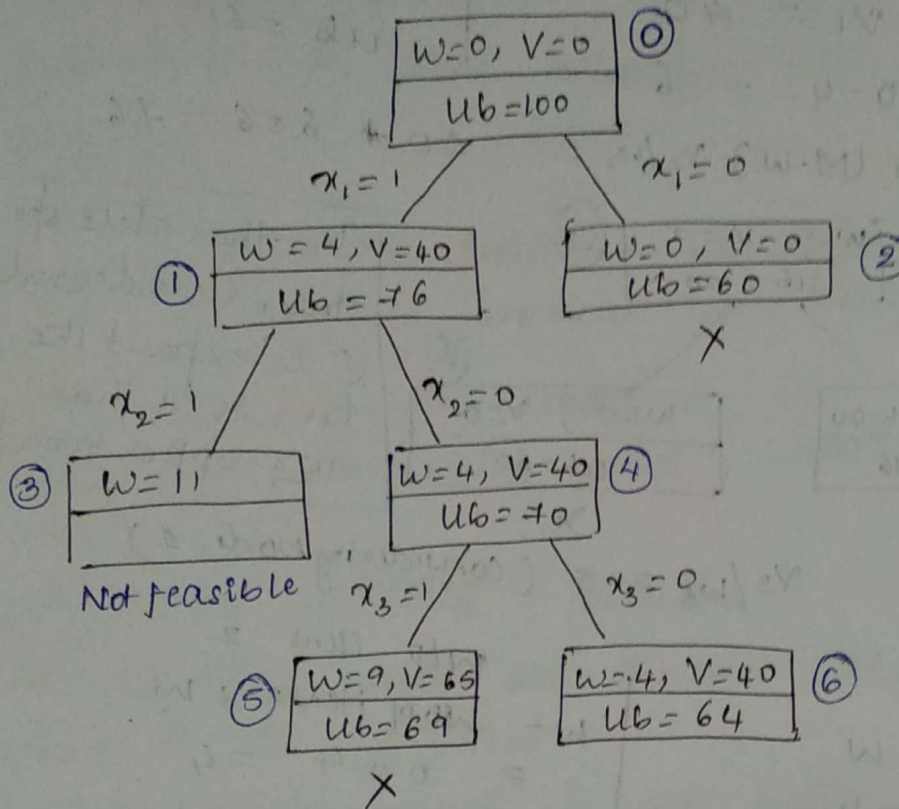 W=0, V=0
Ub=100
0
x₁=1
x₁=0
W=4, V=40
Ub=76
1
W=0, V=0
Ub=60
2
X
x₂=1
x₂=0
3
W=11
Not feasible
W=4, V=40
Ub=70
4
x₃=1
x₃=0
5
W=9, V=65
Ub=69
X
W=4, V=40
Ub=64
6